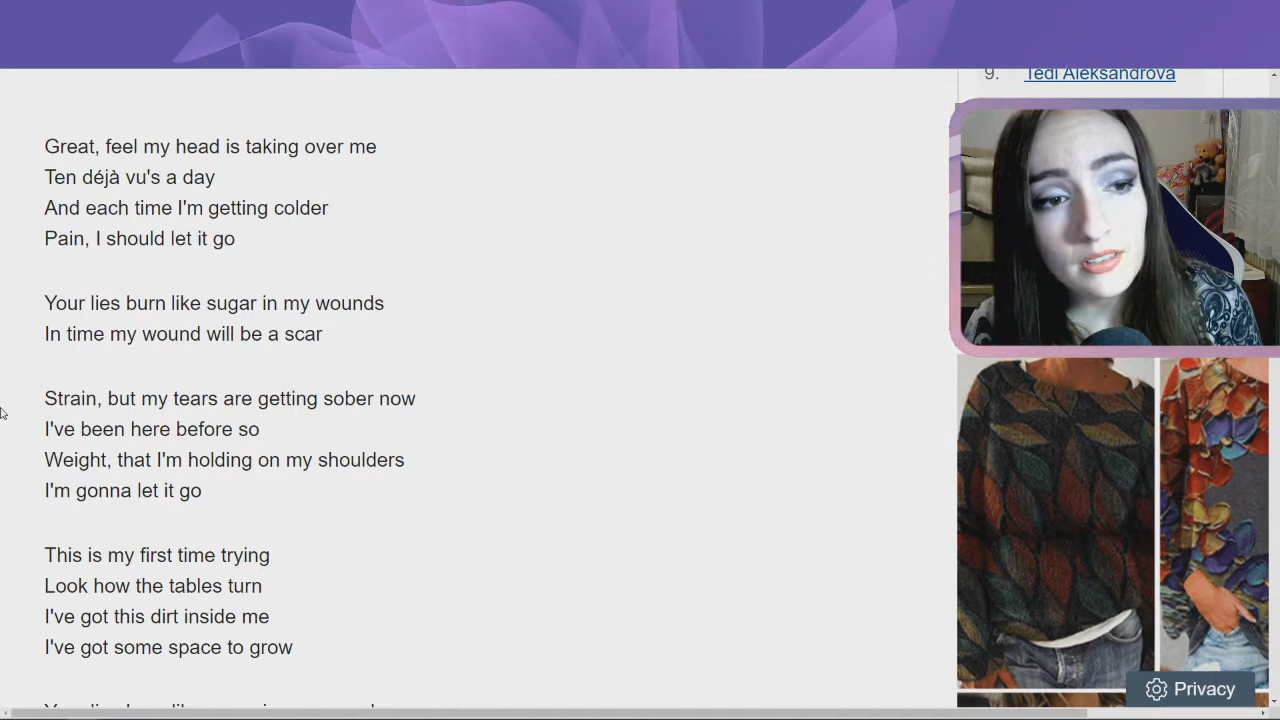 9. Tedi Aleksandrova
Great, feel my head is taking over me
Ten déjà vu's a day
And each time I'm getting colder
Pain, I should let it go
Your lies burn like sugar in my wounds
In time my wound will be a scar
Strain, but my tears are getting sober now
I've been here before so
Weight, that I'm holding on my shoulders
I'm gonna let it go
This is my first time trying
Look how the tables turn
I've got this dirt inside me
I've got some space to grow
Privacy